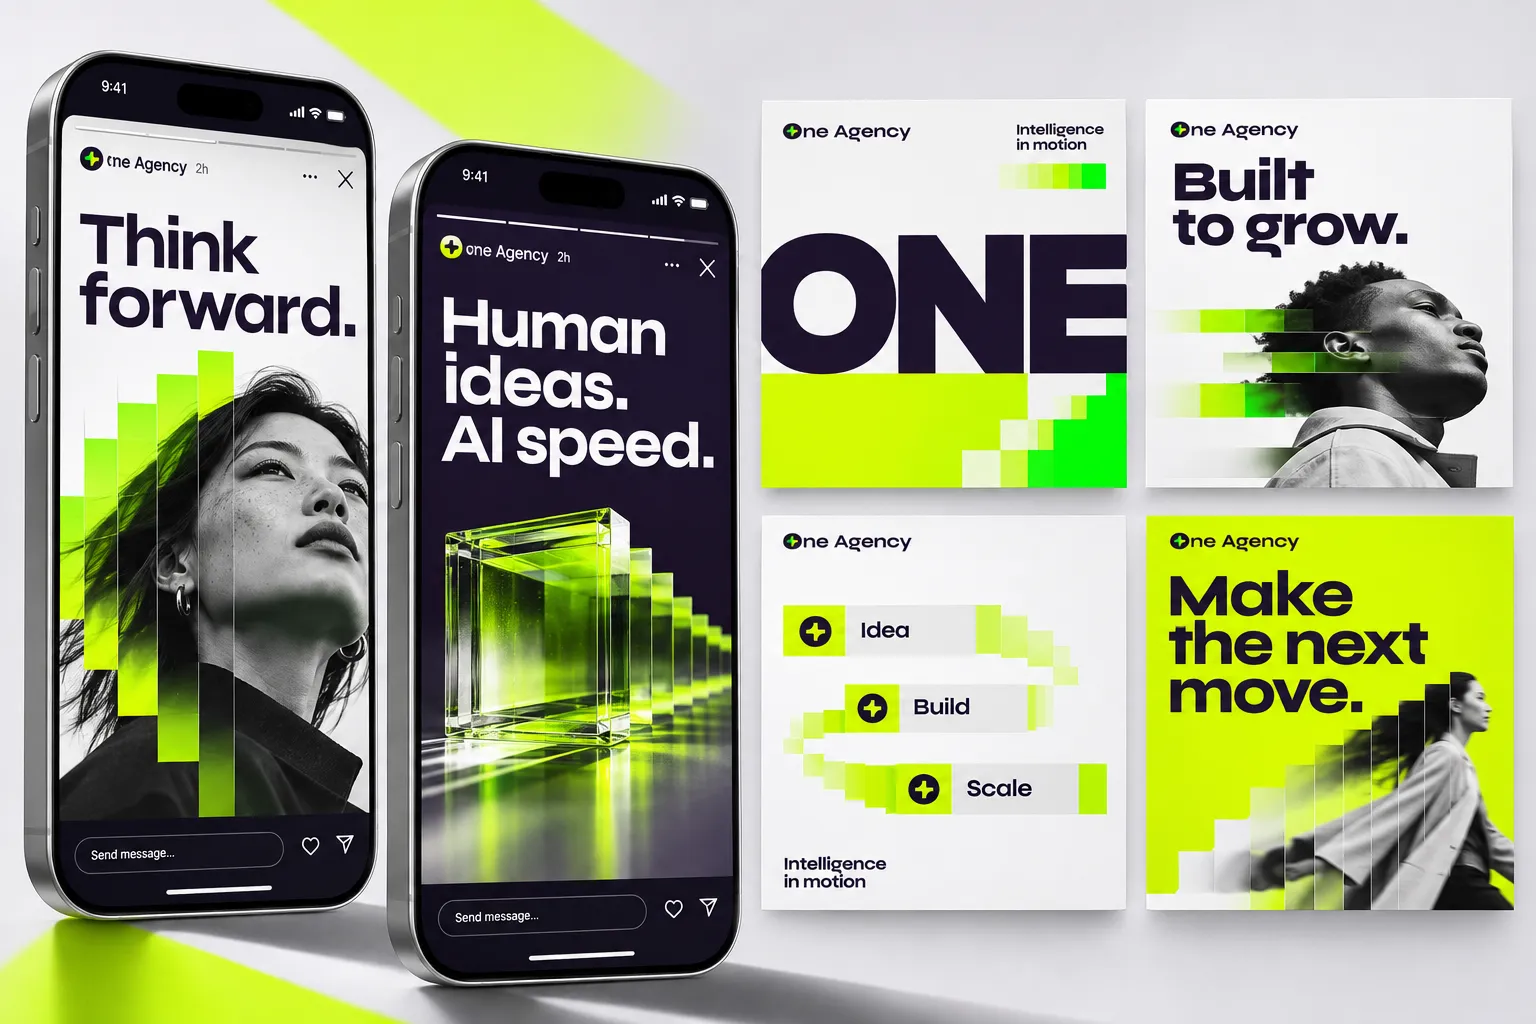 9:41
one Agency 2h
Think
forward.
Send message...
9:41
one Agency 2h
Human
ideas.
AI speed.
Send message...
One Agency
Intelligence
in motion
ONE
One Agency
Built
to grow.
One Agency
Idea
Build
Scale
Intelligence
in motion
One Agency
Make
the next
move.